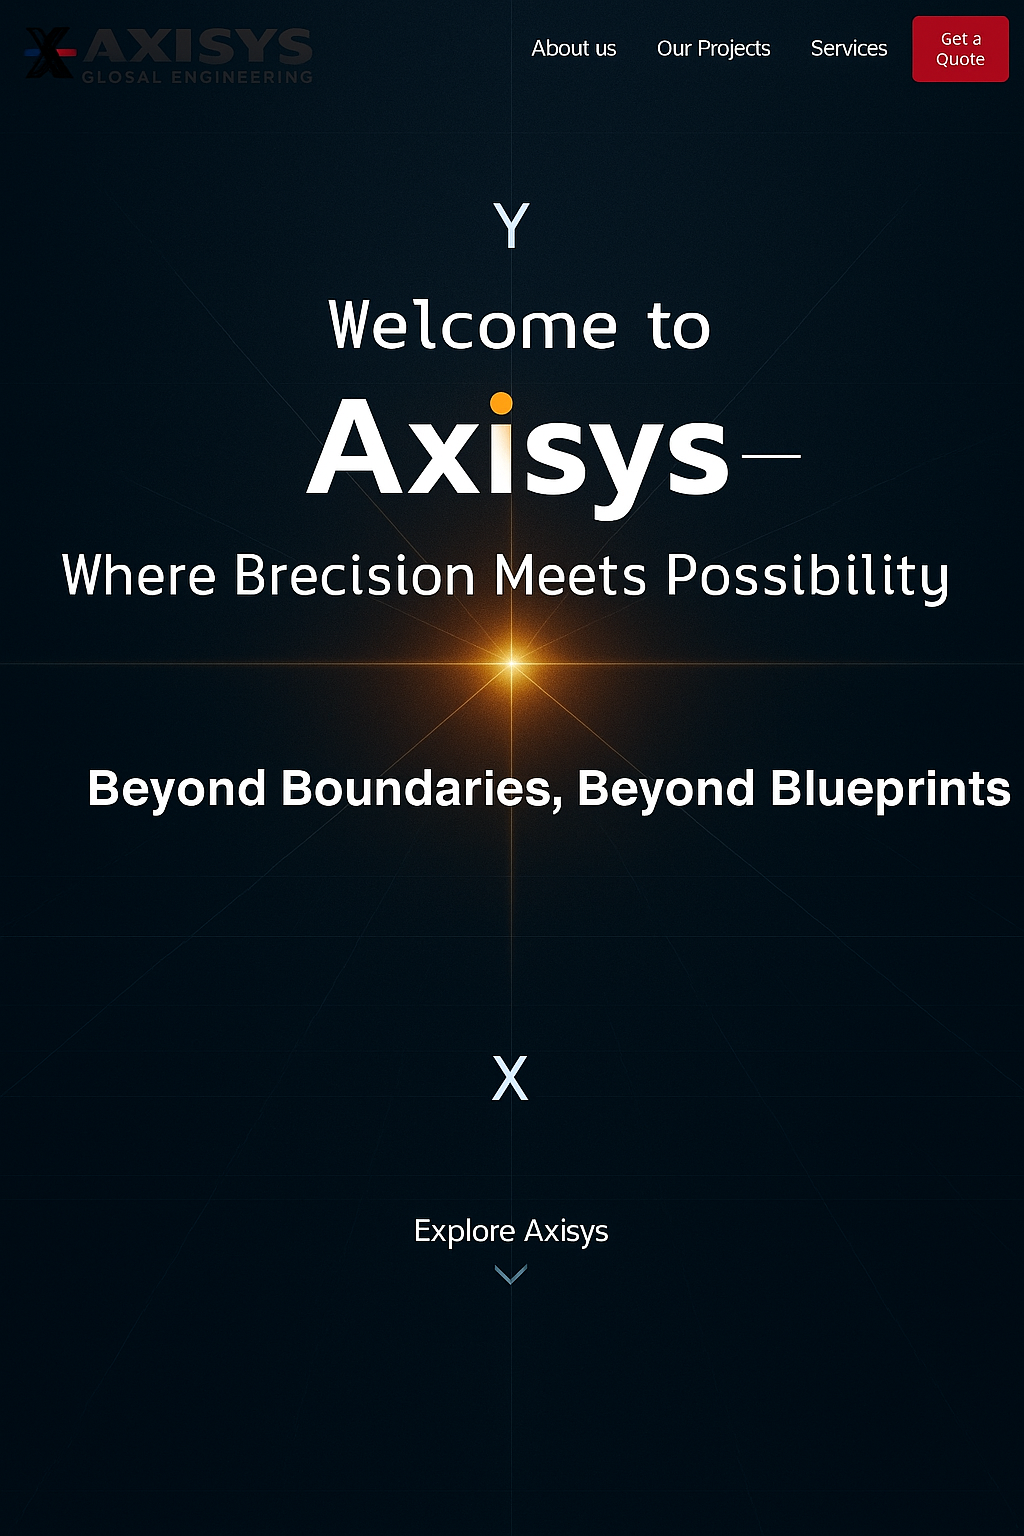 AXISYS
GLOSAL ENGINEERING
About us
Our Projects
Services
Get a
Quote
Y
Welcome to
Axisys—
Where Brecision Meets Possibility
Beyond Boundaries, Beyond Blueprints
X
Explore Axisys